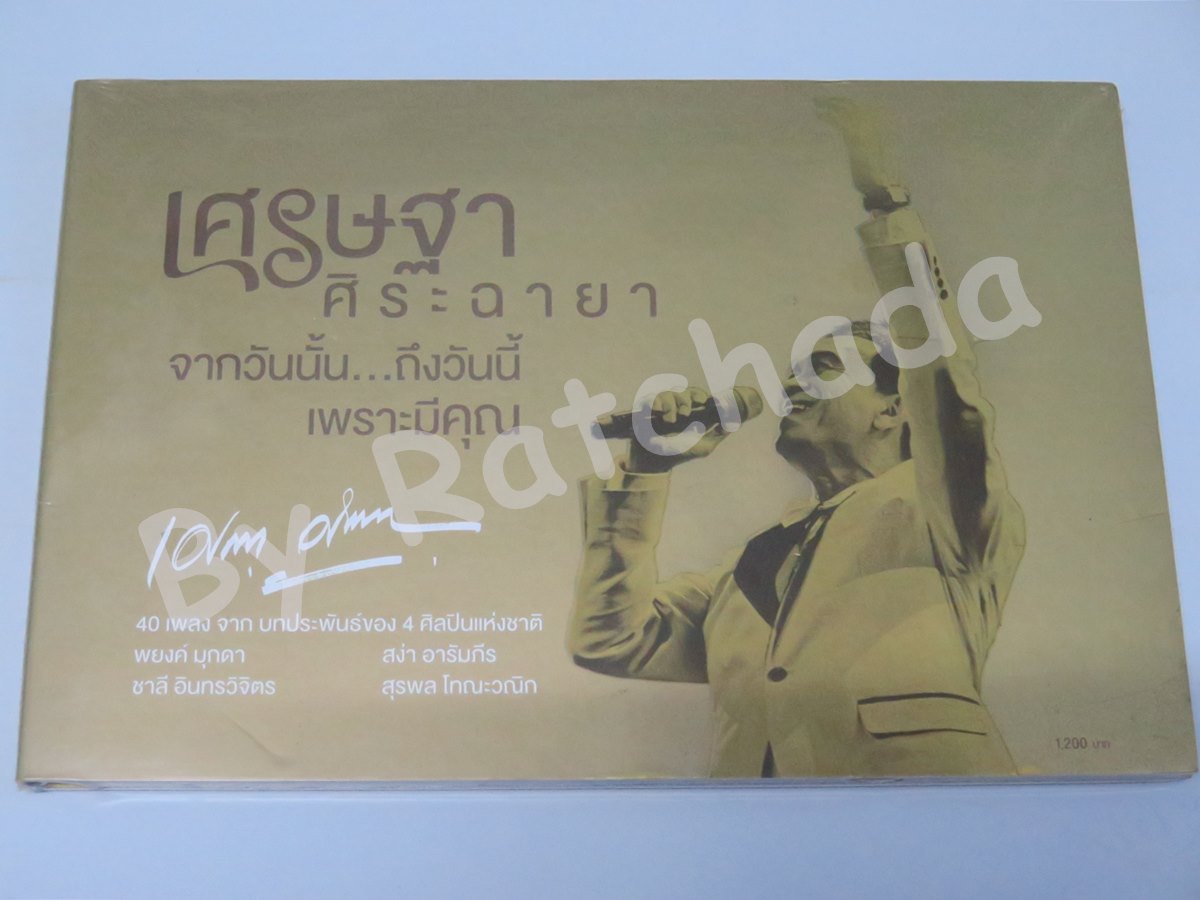 เศรษฐา
ศิระฉายา
จากวันนั้น...ถึงวันนี้
เพราะมีคุณ
40 เพลง จาก บทประพันธ์ของ 4 ศิลปินแห่งชาติ
พยงค์ มุกดา
สง่า อารัมภีร
ชาลี อินทรวิจิตร
สุรพล โทณะวณิก
1,200 บาท
By Ratchada